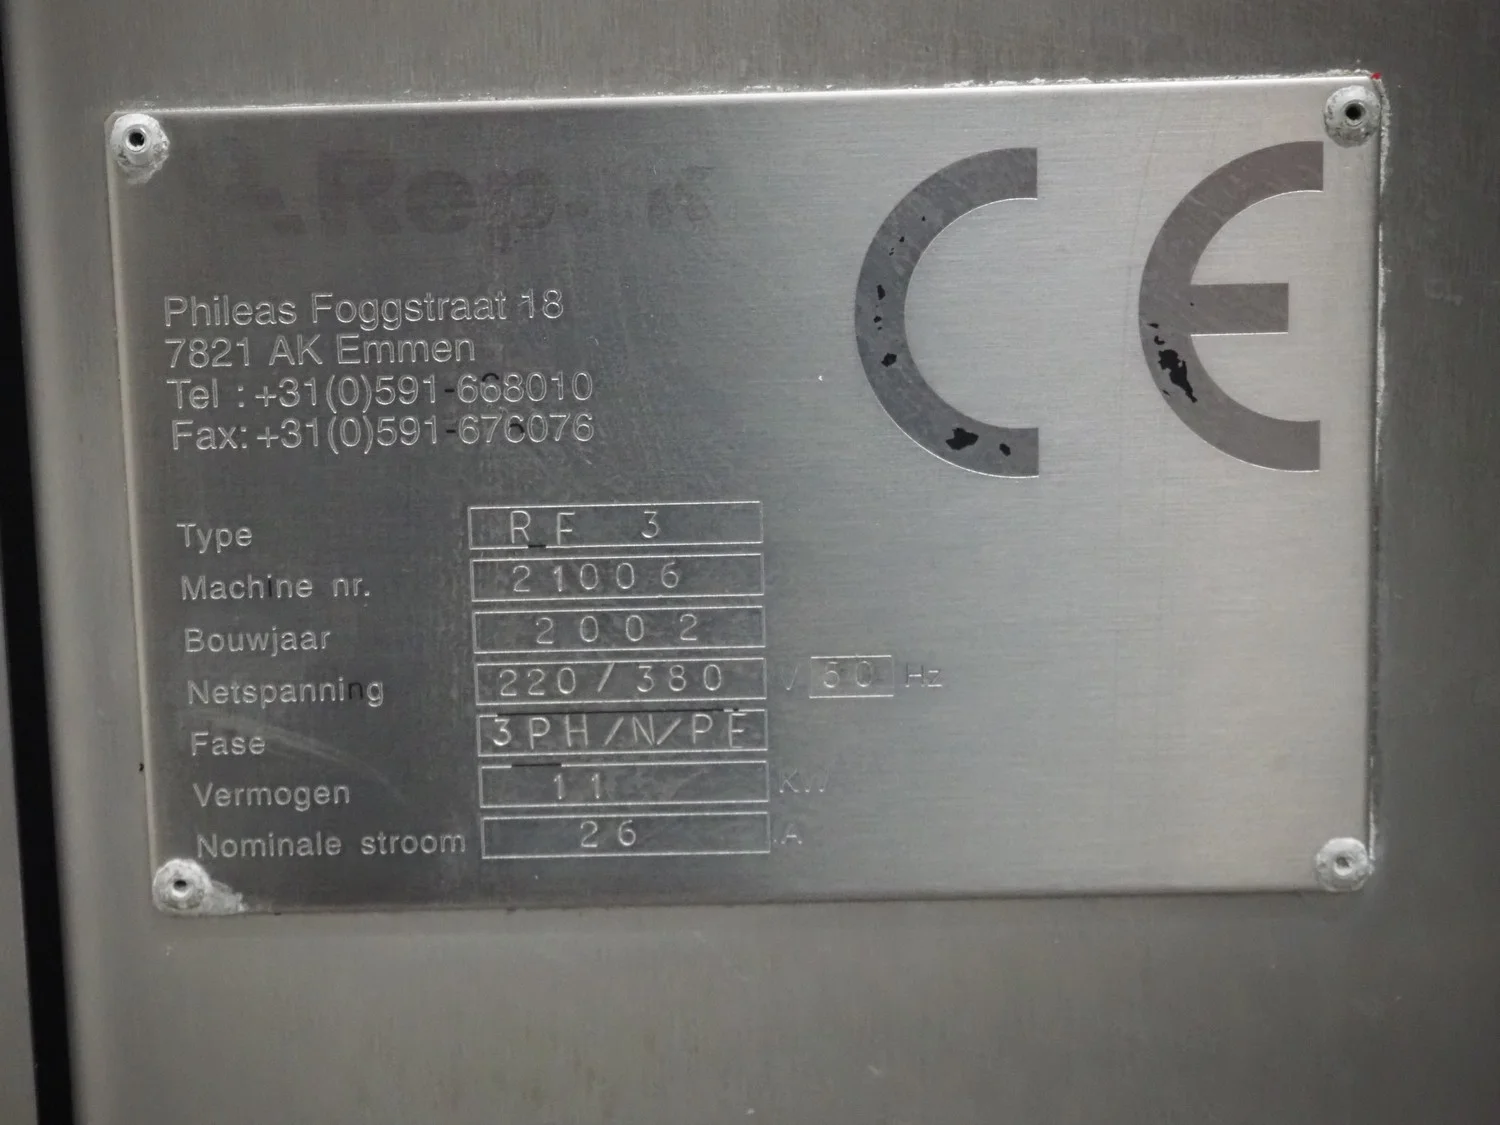 CE
Phileas Foggstraat 18
7821 AK Emmen
Tel : +31(0)591-668010
Fax: +31(0)591-676076
Type RF 3
Machine nr. 21006
Bouwjaar 2002
Netspanning 220/380 / 50 Hz
Fase 3PH/N/PE
Vermogen 11 KW
Nominale stroom 26 A